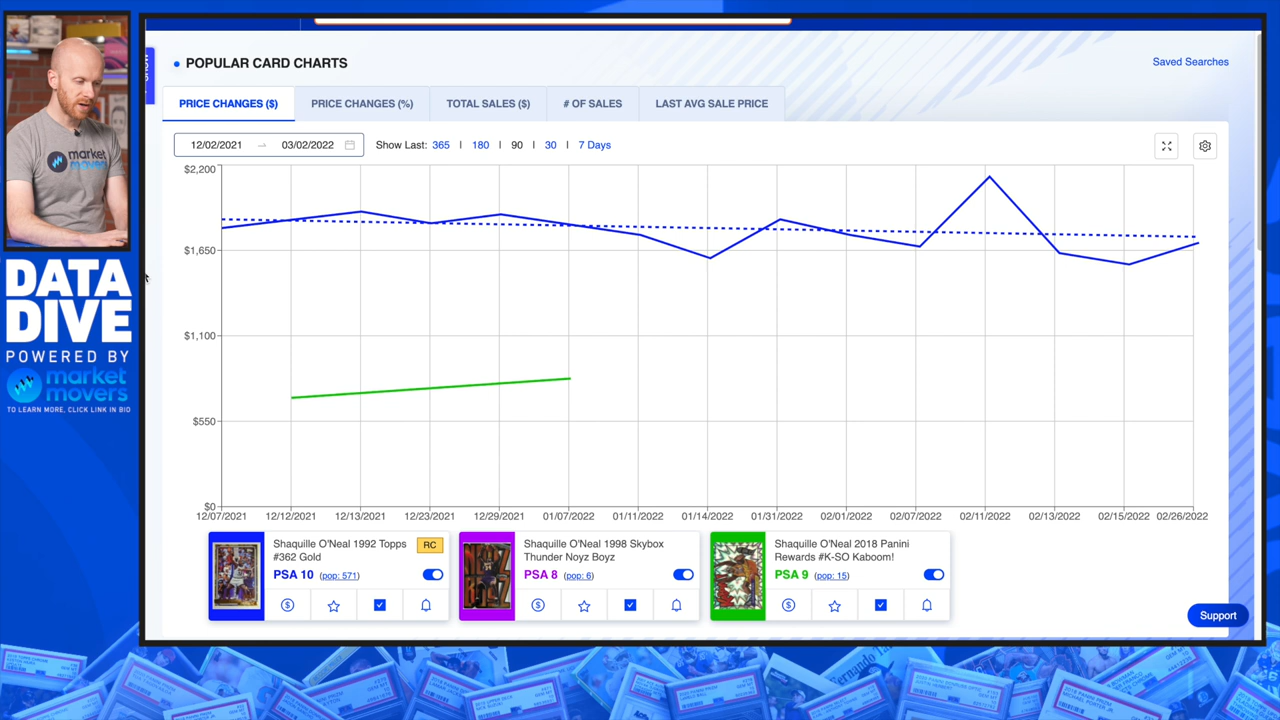 POPULAR CARD CHARTS
Saved Searches
PRICE CHANGES ($)
PRICE CHANGES (%)
TOTAL SALES ($)
# OF SALES
LAST AVG SALE PRICE
12/02/2021 → 03/02/2022
Show Last: 365 | 180 | 90 | 30 | 7 Days
$2,200
$1,650
$1,100
$550
$0
12/07/2021 12/12/2021 12/13/2021 12/23/2021 12/29/2021 01/07/2022 01/11/2022 01/14/2022 01/31/2022 02/01/2022 02/07/2022 02/11/2022 02/13/2022 02/15/2022 02/26/2022
Shaquille O'Neal 1992 Topps
#362 Gold
RC
PSA 10 (pop: 571)
Shaquille O'Neal 1998 Skybox
Thunder Noyz Boyz
PSA 8 (pop: 6)
Shaquille O'Neal 2018 Panini
Rewards #K-SO Kaboom!
PSA 9 (pop: 15)
Support
market
movers
DATA
DIVE
POWERED BY
market
movers
TO LEARN MORE, CLICK LINK IN BIO